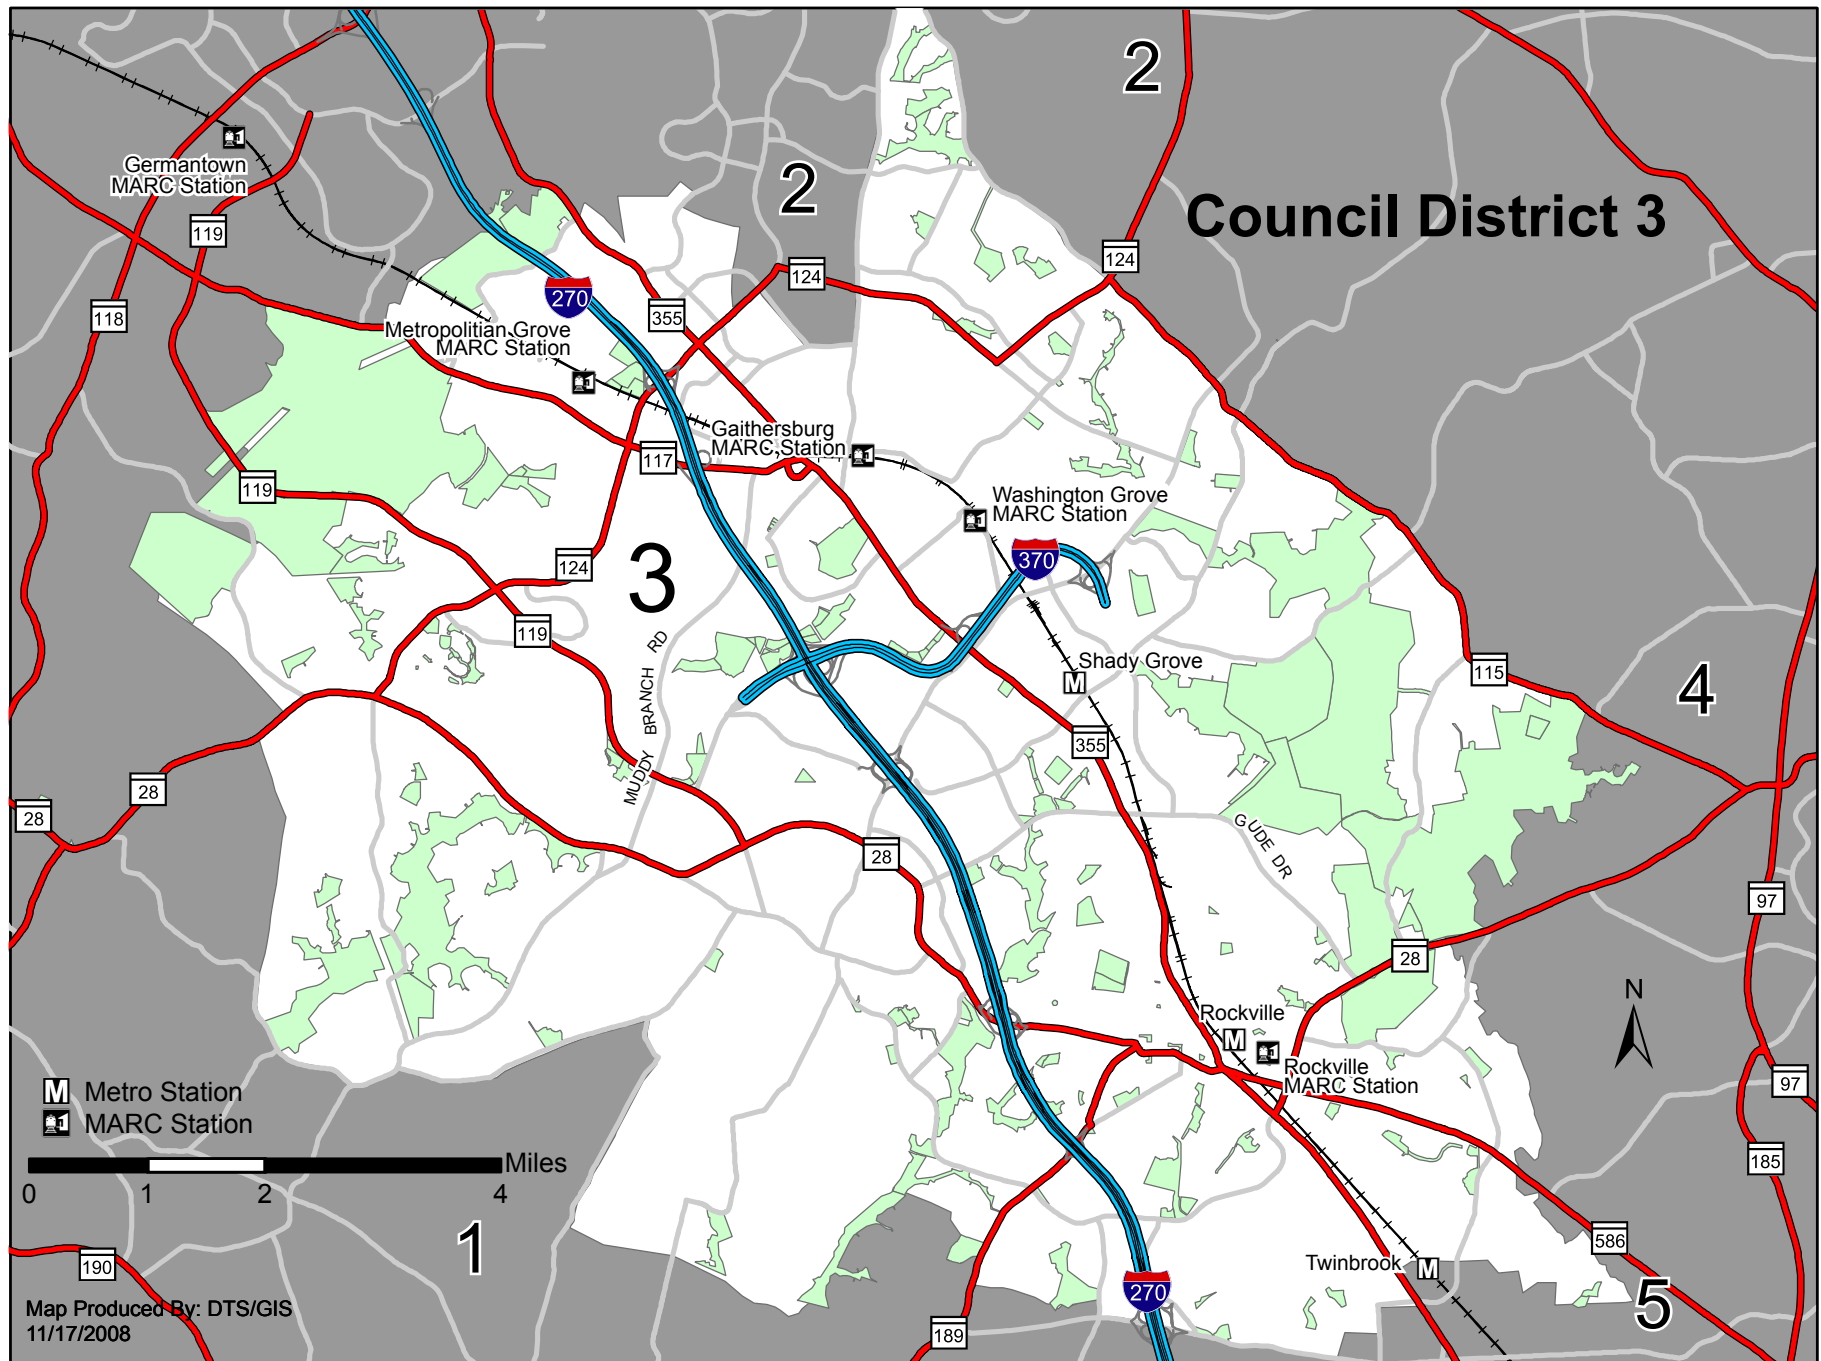 2
2
Council District 3
Germantown
MARC Station
119
124
124
118
270
355
Metropolitian Grove
MARC Station
Gaithersburg
MARC Station
117
119
Washington Grove
MARC Station
3
124
370
119
MUDDY BRANCH RD
Shady Grove
115
4
355
28
28
GUDE DR
28
97
28
N
Rockville
Rockville
MARC Station
97
Metro Station
MARC Station
Miles
0 1 2 4
185
1
190
586
Twinbrook
270
5
189
Map Produced By: DTS/GIS
11/17/2008